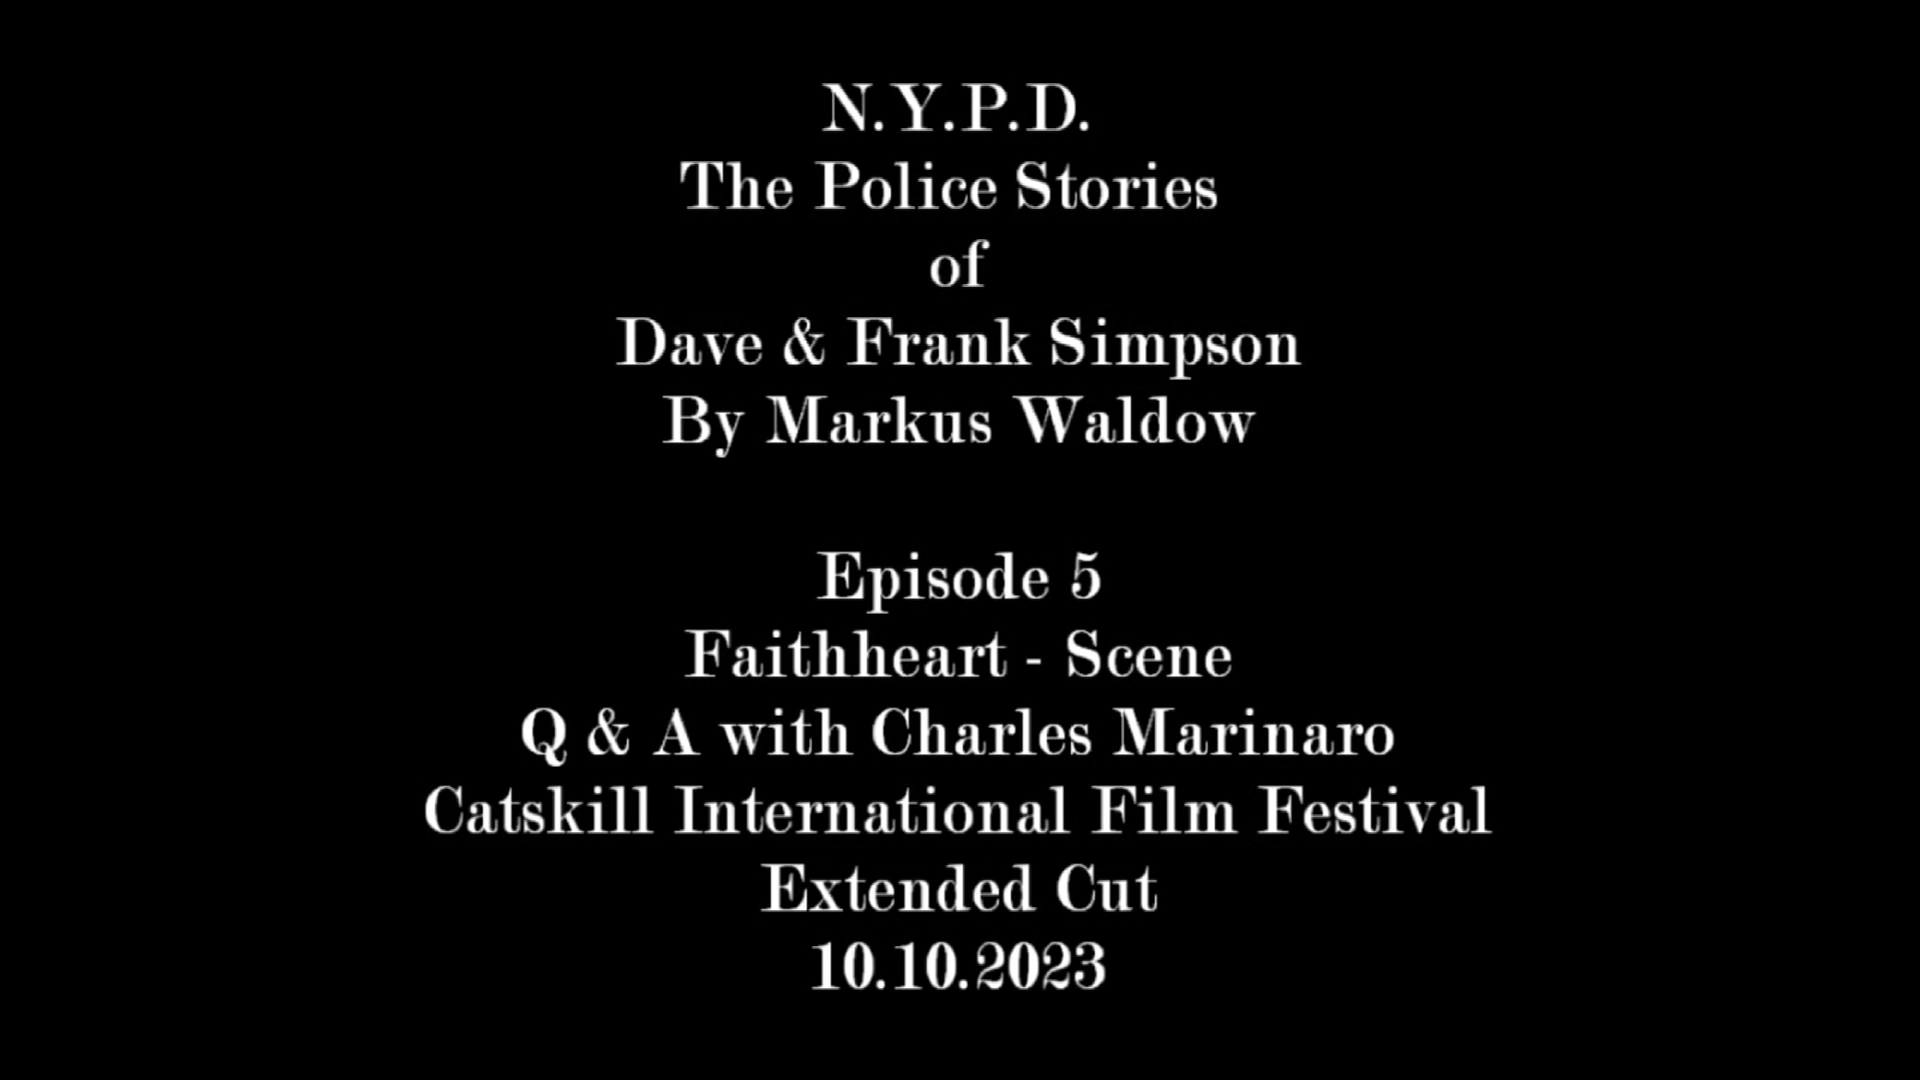 N.Y.P.D.
The Police Stories
of
Dave & Frank Simpson
By Markus Waldow
Episode 5
Faithheart - Scene
Q & A with Charles Marinaro
Catskill International Film Festival
Extended Cut
10.10.2023